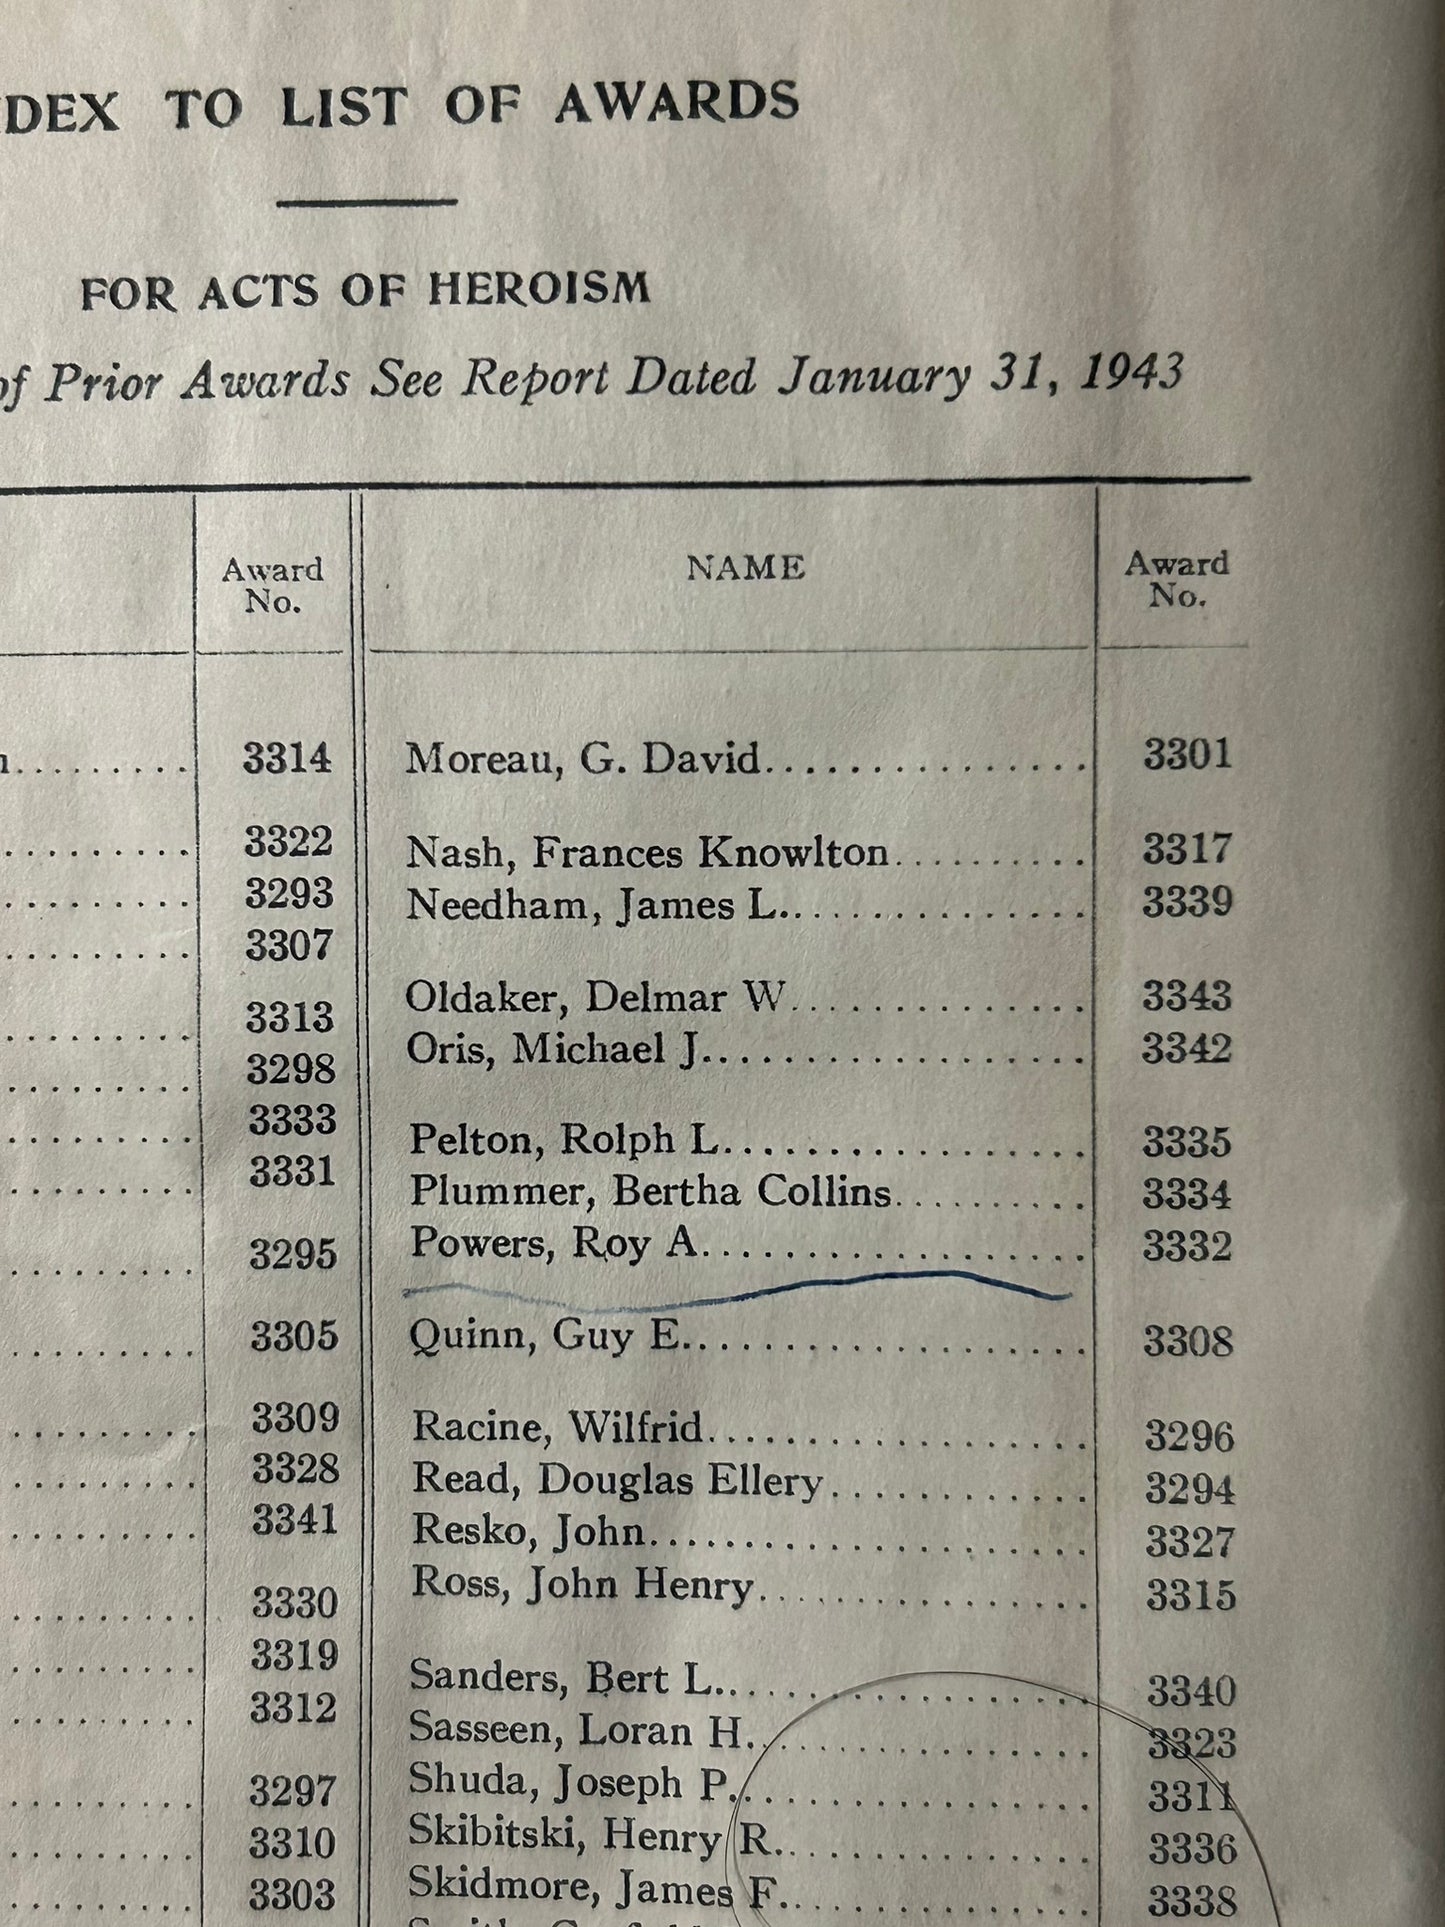 INDEX TO LIST OF AWARDS
FOR ACTS OF HEROISM
of Prior Awards See Report Dated January 31, 1943
Award No.
NAME
Award No.
3314
3322
3293
3307
3313
3298
3333
3331
3295
3305
3309
3328
3341
3330
3319
3312
3297
3310
3303
Moreau, G. David............... 3301
Nash, Frances Knowlton.......... 3317
Needham, James L............... 3339
Oldaker, Delmar W.............. 3343
Oris, Michael J.................. 3342
Pelton, Rolph L................. 3335
Plummer, Bertha Collins.......... 3334
Powers, Roy A.................. 3332
Quinn, Guy E................... 3308
Racine, Wilfrid.................. 3296
Read, Douglas Ellery............. 3294
Resko, John..................... 3327
Ross, John Henry................ 3315
Sanders, Bert L.................. 3340
Sasseen, Loran H................ 3323
Shuda, Joseph P................. 3311
Skibitski, Henry R............... 3336
Skidmore, James F............... 3338